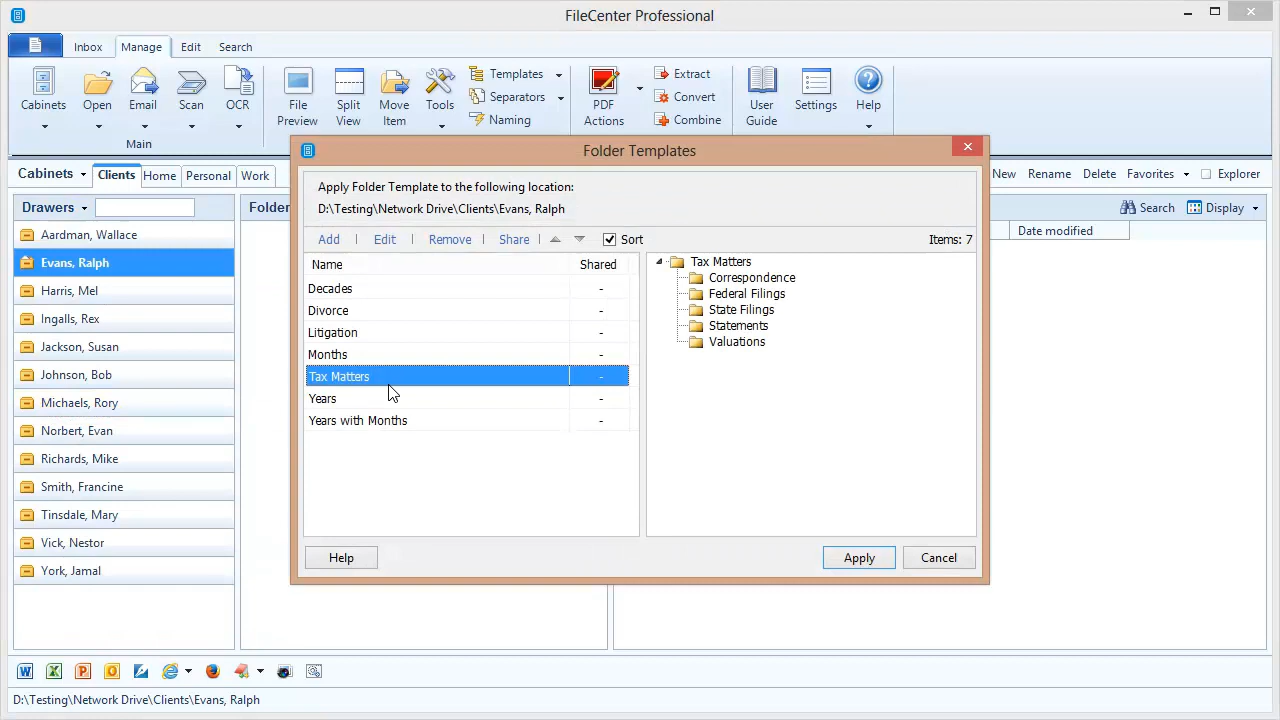 FileCenter Professional
Inbox Manage Edit Search
Cabinets Open Email Scan OCR File Preview Split View Move Item Tools Templates Separators Naming PDF Actions Extract Convert Combine User Guide Settings Help
Main
Cabinets Clients Home Personal Work New Rename Delete Favorites Explorer
Drawers Folder Search Display
Date modified
Aardman, Wallace
Evans, Ralph
Harris, Mel
Ingalls, Rex
Jackson, Susan
Johnson, Bob
Michaels, Rory
Norbert, Evan
Richards, Mike
Smith, Francine
Tinsdale, Mary
Vick, Nestor
York, Jamal
Folder Templates
Apply Folder Template to the following location:
D:\Testing\Network Drive\Clients\Evans, Ralph
Add Edit Remove Share Sort Items: 7
Name Shared
Decades -
Divorce -
Litigation -
Months -
Tax Matters -
Years -
Years with Months -
Tax Matters
Correspondence
Federal Filings
State Filings
Statements
Valuations
Help Apply Cancel
D:\Testing\Network Drive\Clients\Evans, Ralph